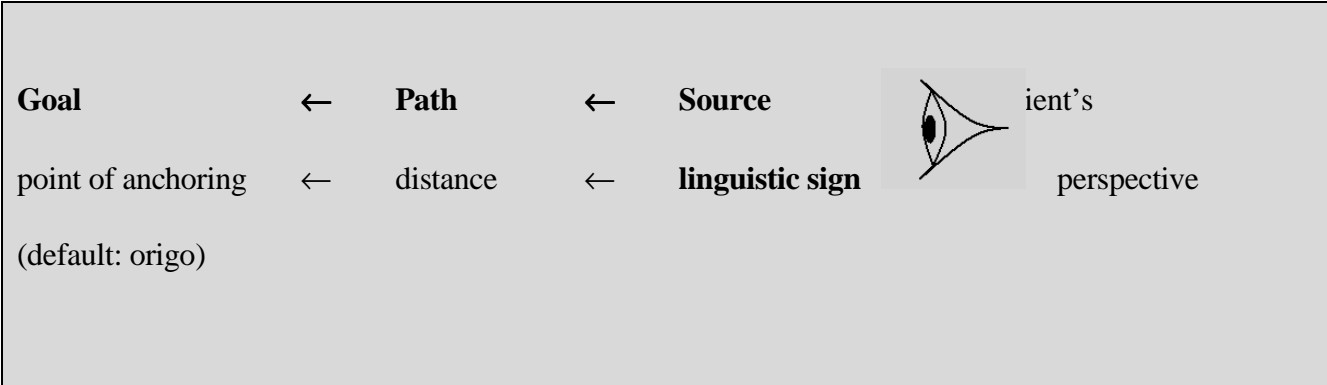 Goal ← Path ← Source ient’s
point of anchoring ← distance ← linguistic sign perspective
(default: origo)